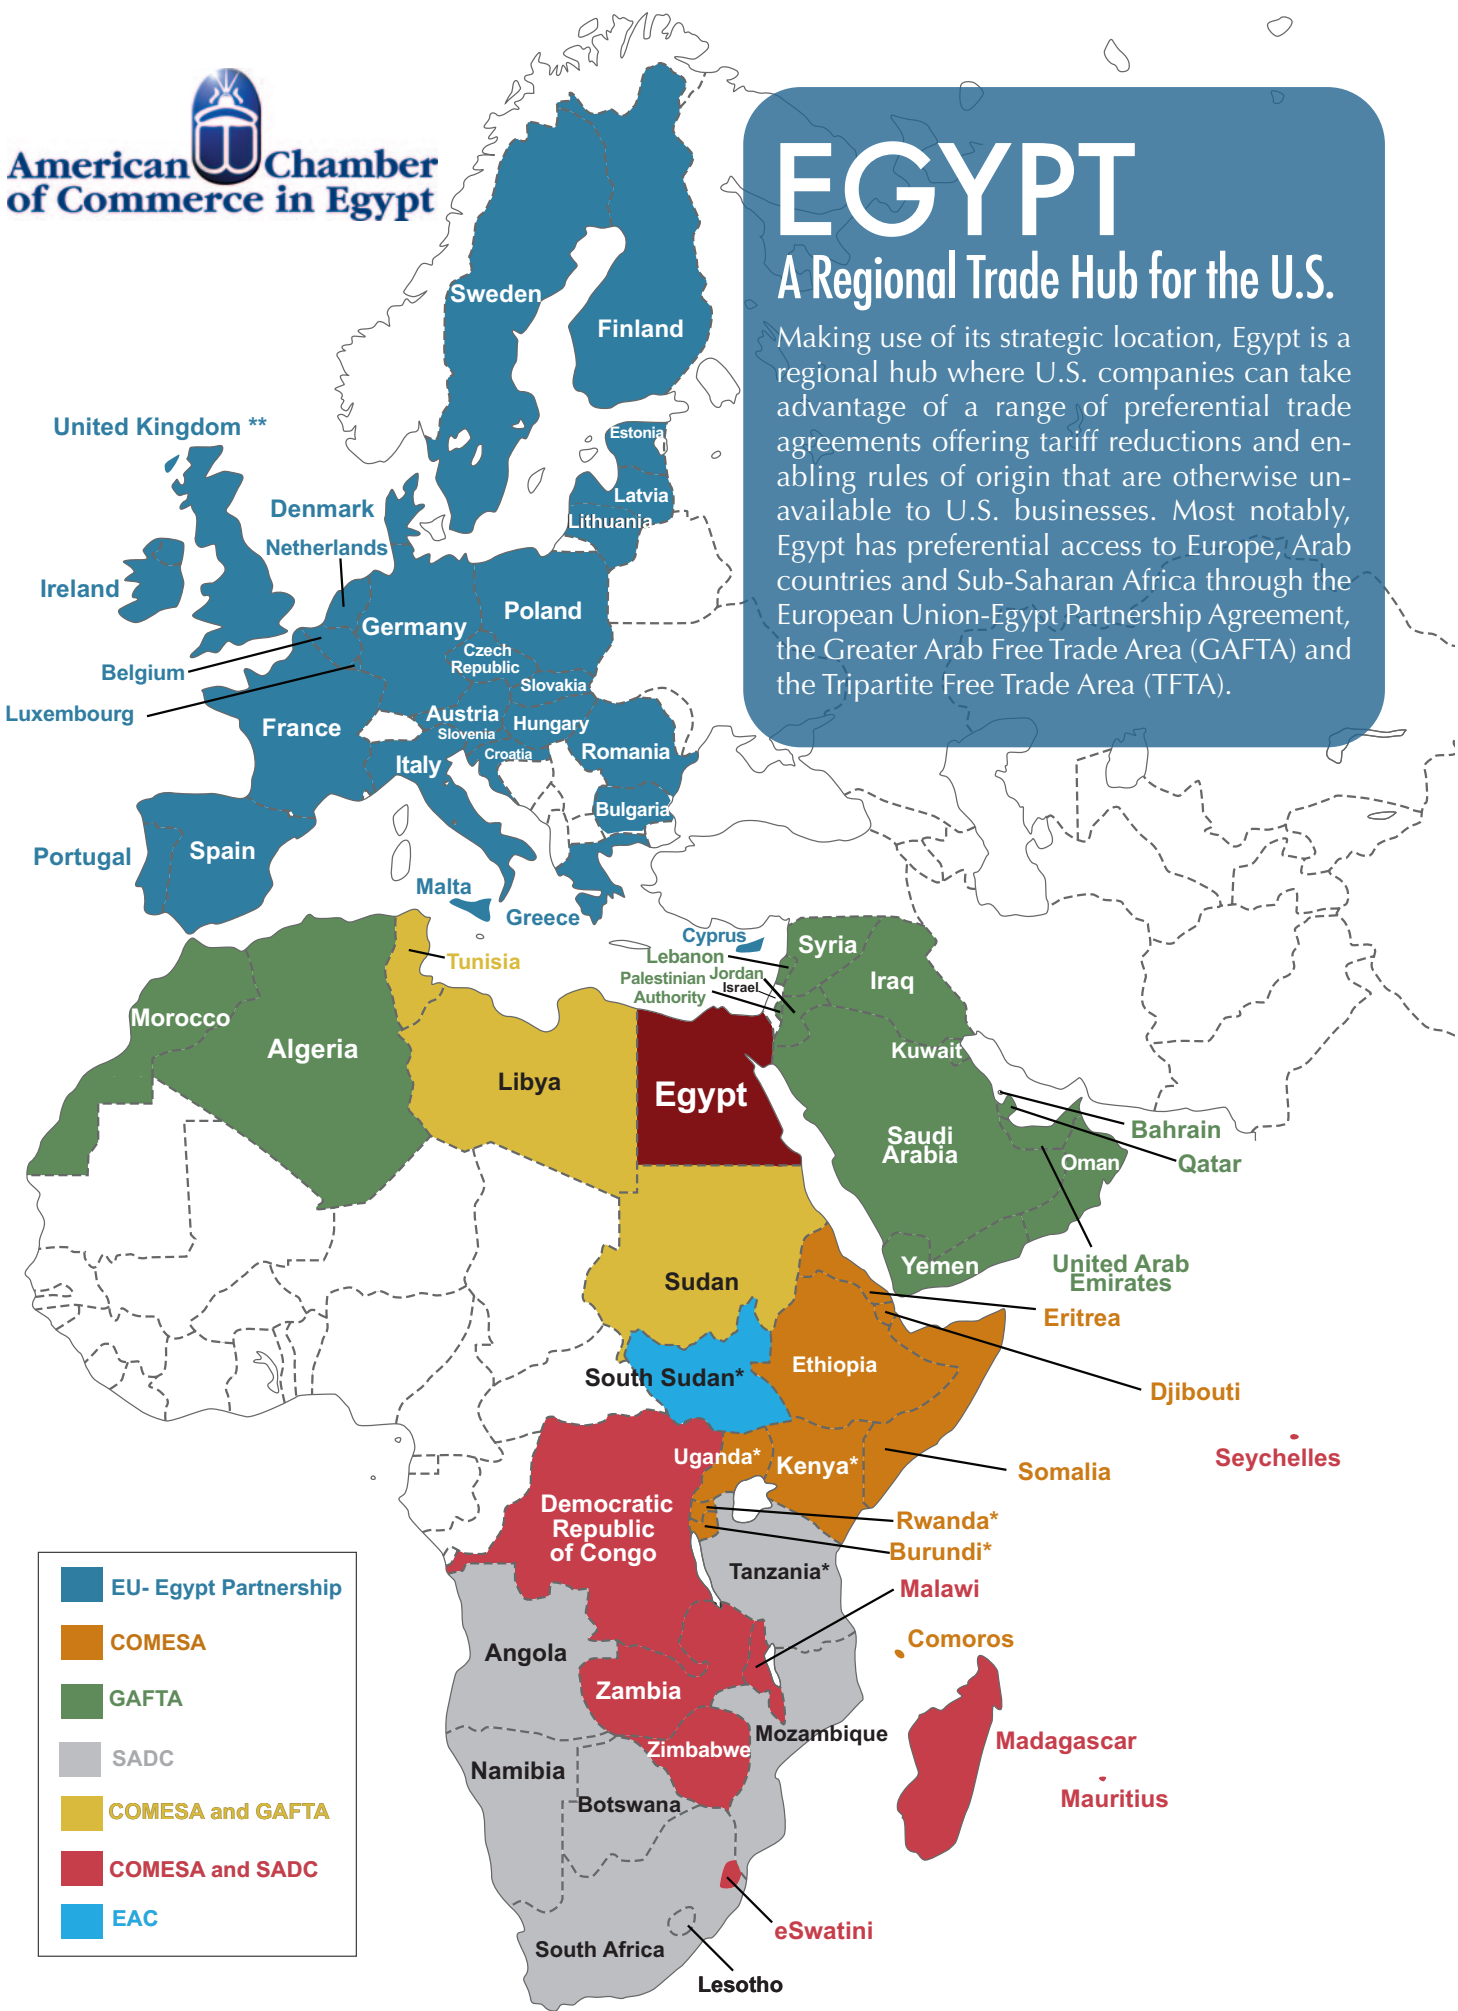 American Chamber
of Commerce in Egypt
EGYPT
A Regional Trade Hub for the U.S.
Making use of its strategic location, Egypt is a
regional hub where U.S. companies can take
advantage of a range of preferential trade
agreements offering tariff reductions and en-
abling rules of origin that are otherwise un-
available to U.S. businesses. Most notably,
Egypt has preferential access to Europe, Arab
countries and Sub-Saharan Africa through the
European Union-Egypt Partnership Agreement,
the Greater Arab Free Trade Area (GAFTA) and
the Tripartite Free Trade Area (TFTA).
Sweden
Finland
United Kingdom **
Estonia
Latvia
Lithuania
Denmark
Netherlands
Ireland
Poland
Germany
Czech
Republic
Belgium
Slovakia
Luxembourg
Austria
Hungary
France
Slovenia
Croatia
Romania
Italy
Bulgaria
Portugal
Spain
Malta
Greece
Cyprus
Syria
Lebanon
Tunisia
Palestinian
Authority
Jordan
Israel
Iraq
Morocco
Algeria
Kuwait
Libya
Egypt
Bahrain
Saudi
Arabia
Qatar
Oman
Yemen
United Arab
Emirates
Sudan
Eritrea
Ethiopia
South Sudan*
Djibouti
Uganda*
Kenya*
Somalia
Seychelles
Democratic
Republic
of Congo
Rwanda*
Burundi*
Tanzania*
Malawi
Comoros
Angola
Zambia
Mozambique
Madagascar
Zimbabwe
Namibia
Mauritius
Botswana
eSwatini
South Africa
Lesotho
EU- Egypt Partnership
COMESA
GAFTA
SADC
COMESA and GAFTA
COMESA and SADC
EAC